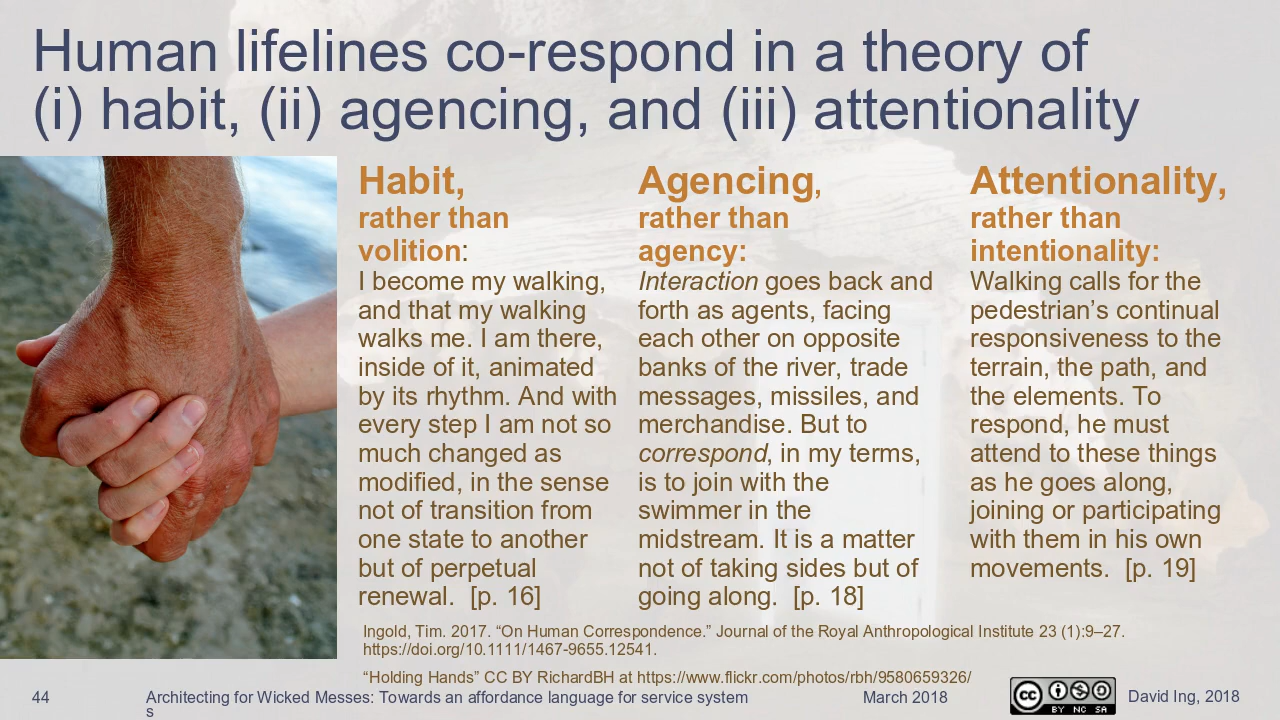 Human lifelines co-respond in a theory of
(i) habit, (ii) agencing, and (iii) attentionality
Habit,
rather than
volition:
I become my walking,
and that my walking
walks me. I am there,
inside of it, animated
by its rhythm. And with
every step I am not so
much changed as
modified, in the sense
not of transition from
one state to another
but of perpetual
renewal. [p. 16]
Agencing,
rather than
agency:
Interaction goes back and
forth as agents, facing
each other on opposite
banks of the river, trade
messages, missiles, and
merchandise. But to
correspond, in my terms,
is to join with the
swimmer in the
midstream. It is a matter
not of taking sides but of
going along. [p. 18]
Attentionality,
rather than
intentionality:
Walking calls for the
pedestrian’s continual
responsiveness to the
terrain, the path, and
the elements. To
respond, he must
attend to these things
as he goes along,
joining or participating
with them in his own
movements. [p. 19]
Ingold, Tim. 2017. “On Human Correspondence.” Journal of the Royal Anthropological Institute 23 (1):9–27.
https://doi.org/10.1111/1467-9655.12541.
“Holding Hands” CC BY RichardBH at https://www.flickr.com/photos/rbh/9580659326/
44
Architecting for Wicked Messes: Towards an affordance language for service system
s
March 2018
cc
BY NC SA
David Ing, 2018